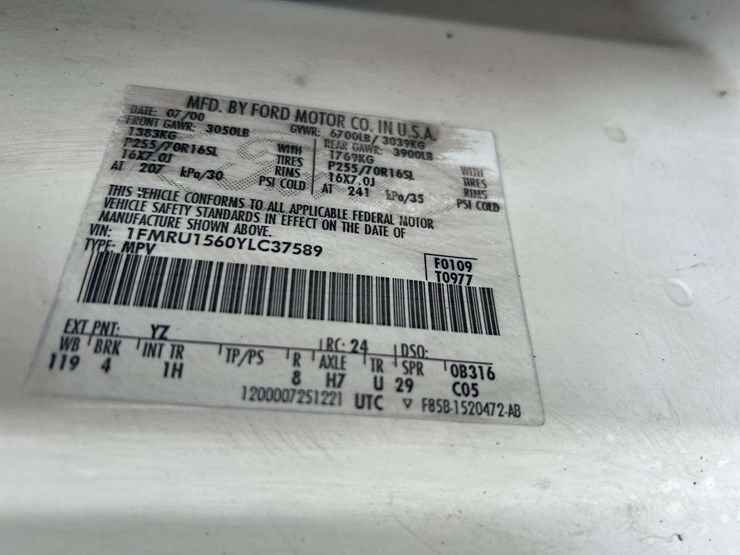 MFD. BY FORD MOTOR CO. IN U.S.A.
DATE: 07/00 GVWR: 6700LB/ 3039KG
FRONT GAWR: 3050LB REAR GAWR: 3900LB
1383KG WITH 1769KG WITH
P255/70R16SL TIRES P255/70R16SL TIRES
16X7.0J RIMS 16X7.0J RIMS
AT 207 kPa/30 PSI COLD AT 241 kPa/35 PSI COLD
THIS VEHICLE CONFORMS TO ALL APPLICABLE FEDERAL MOTOR
VEHICLE SAFETY STANDARDS IN EFFECT ON THE DATE OF
MANUFACTURE SHOWN ABOVE.
VIN: 1FMRU1560YLC37589 F0109
TYPE: MPV T0977
EXT PNT: YZ RC: 24 DSO:
WB BRK INT TR TP/PS R AXLE TR SPR 0B316
119 4 1H 8 H7 U 29 C05
1200007251221 UTC ▽ F85B-1520472-AB